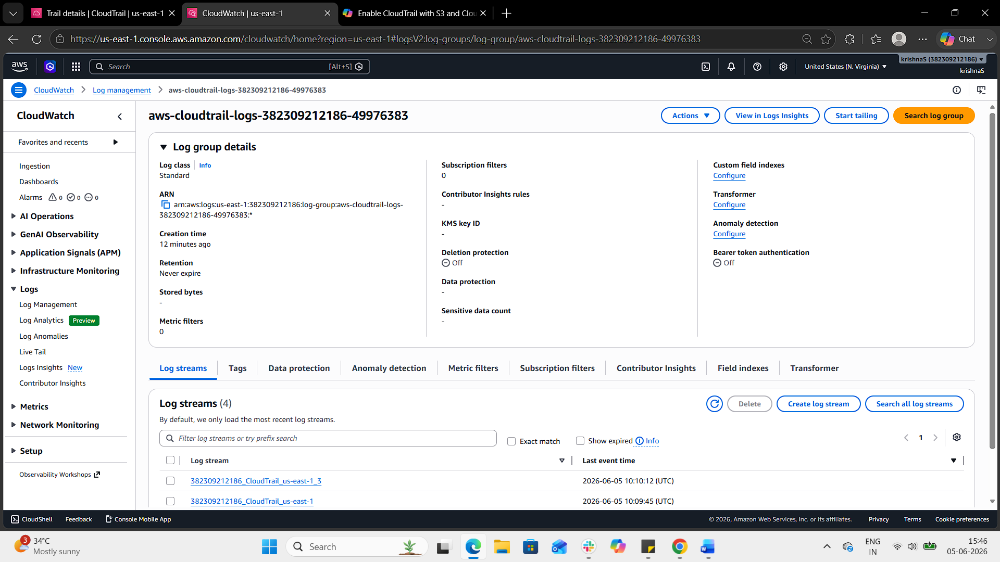 Trail details | CloudTrail | us-east-1
CloudWatch | us-east-1
Enable CloudTrail with S3 and Clou
https://us-east-1.console.aws.amazon.com/cloudwatch/home?region=us-east-1#logsV2:log-groups/log-group/aws-cloudtrail-logs-382309212186-49976383
Chat
aws
Search
[Alt+S]
United States (N. Virginia)
krishnaS (382309212186)
krishnaS
CloudWatch
Log management
aws-cloudtrail-logs-382309212186-49976383
CloudWatch
Favorites and recents
Ingestion
Dashboards
Alarms 0 0 0
AI Operations
GenAI Observability
Application Signals (APM)
Infrastructure Monitoring
Logs
Log Management
Log Analytics Preview
Log Anomalies
Live Tail
Logs Insights New
Contributor Insights
Metrics
Network Monitoring
Setup
Observability Workshops
aws-cloudtrail-logs-382309212186-49976383
Actions
View in Logs Insights
Start tailing
Search log group
Log group details
Log class
Info
Standard
ARN
arn:aws:logs:us-east-1:382309212186:log-group:aws-cloudtrail-logs-
382309212186-49976383:*
Creation time
12 minutes ago
Retention
Never expire
Stored bytes
-
Metric filters
0
Subscription filters
0
Contributor Insights rules
-
KMS key ID
-
Deletion protection
Off
Data protection
-
Sensitive data count
-
Custom field indexes
Configure
Transformer
Configure
Anomaly detection
Configure
Bearer token authentication
Off
Log streams
Tags
Data protection
Anomaly detection
Metric filters
Subscription filters
Contributor Insights
Field indexes
Transformer
Log streams (4)
By default, we only load the most recent log streams.
Delete
Create log stream
Search all log streams
Filter log streams or try prefix search
Exact match
Show expired
Info
1
Log stream
Last event time
382309212186_CloudTrail_us-east-1_3
2026-06-05 10:10:12 (UTC)
382309212186_CloudTrail_us-east-1
2026-06-05 10:09:45 (UTC)
CloudShell
Feedback
Console Mobile App
© 2026, Amazon Web Services, Inc. or its affiliates.
Privacy
Terms
Cookie preferences
3
34°C
Mostly sunny
Search
ENG
IN
15:46
05-06-2026